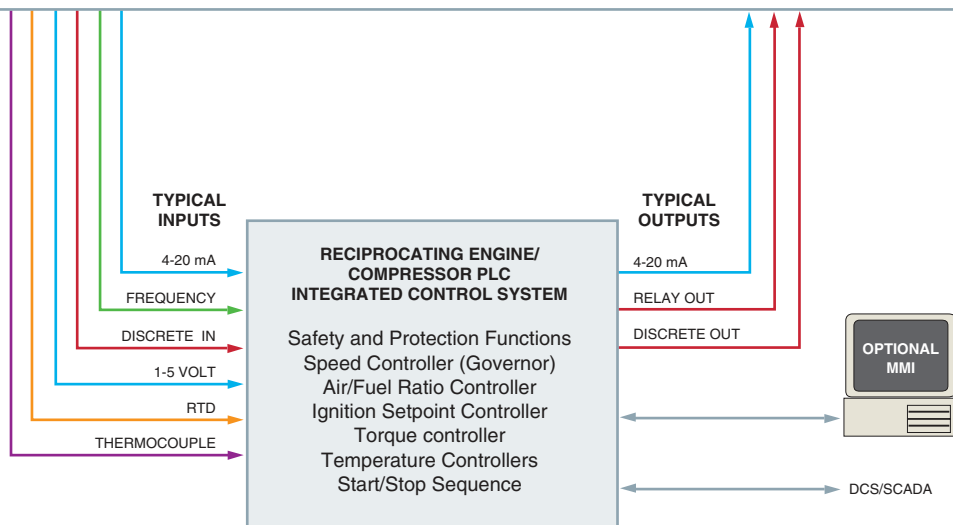 TYPICAL
INPUTS
4-20 mA
FREQUENCY
DISCRETE IN
1-5 VOLT
RTD
THERMOCOUPLE
RECIPROCATING ENGINE/
COMPRESSOR PLC
INTEGRATED CONTROL SYSTEM
Safety and Protection Functions
Speed Controller (Governor)
Air/Fuel Ratio Controller
Ignition Setpoint Controller
Torque controller
Temperature Controllers
Start/Stop Sequence
TYPICAL
OUTPUTS
4-20 mA
RELAY OUT
DISCRETE OUT
OPTIONAL
MMI
DCS/SCADA